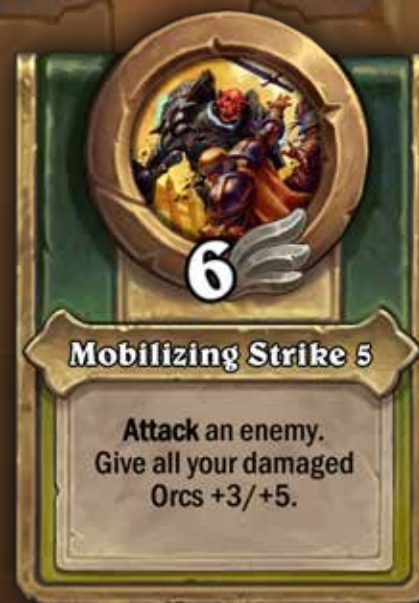 6
Mobilizing Strike 5
Attack an enemy.
Give all your damaged
Orcs +3/+5.